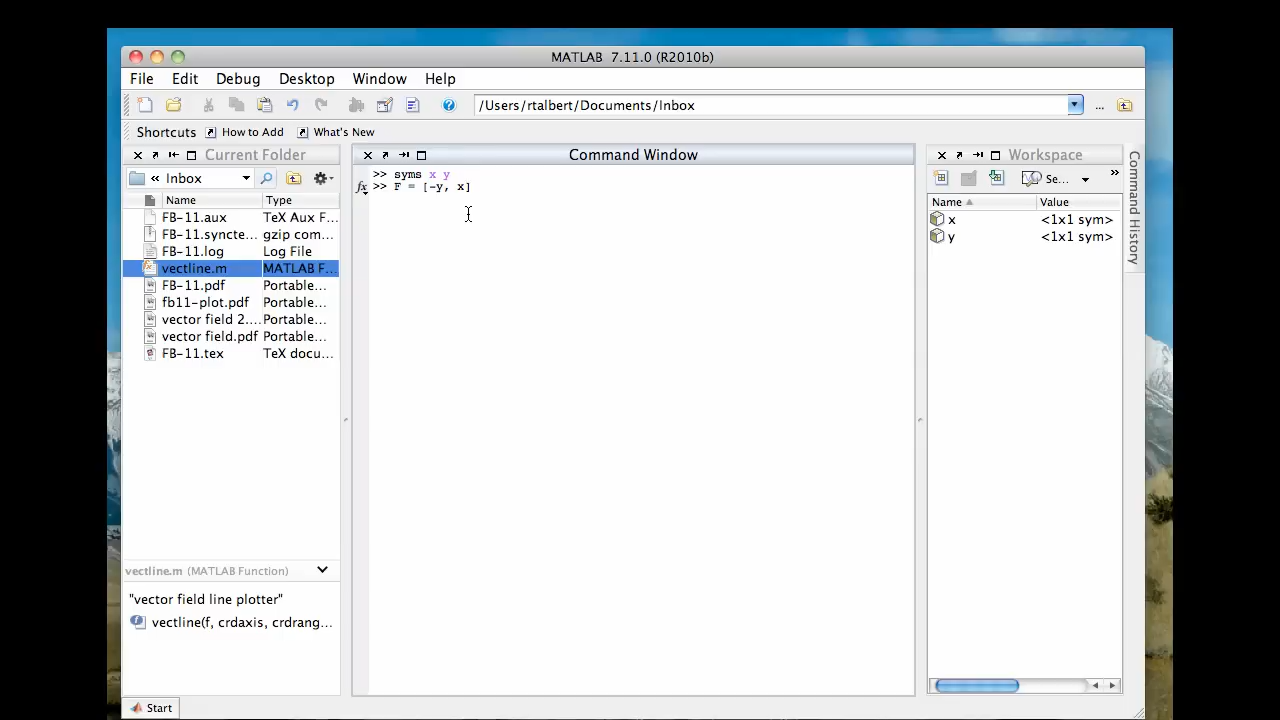 MATLAB 7.11.0 (R2010b)
File Edit Debug Desktop Window Help
/Users/rtalbert/Documents/Inbox ...
Shortcuts How to Add What's New
Current Folder
« Inbox
Name Type
FB-11.aux TeX Aux F...
FB-11.syncte... gzip com...
FB-11.log Log File
vectline.m MATLAB F...
FB-11.pdf Portable...
fb11-plot.pdf Portable...
vector field 2.... Portable...
vector field.pdf Portable...
FB-11.tex TeX docu...
vectline.m (MATLAB Function)
"vector field line plotter"
vectline(f, crdaxis, crdrang...
Start
Command Window
>> syms x y
fx >> F = [-y, x]
Workspace
Se... »
Name Value
x <1x1 sym>
y <1x1 sym>
Command History